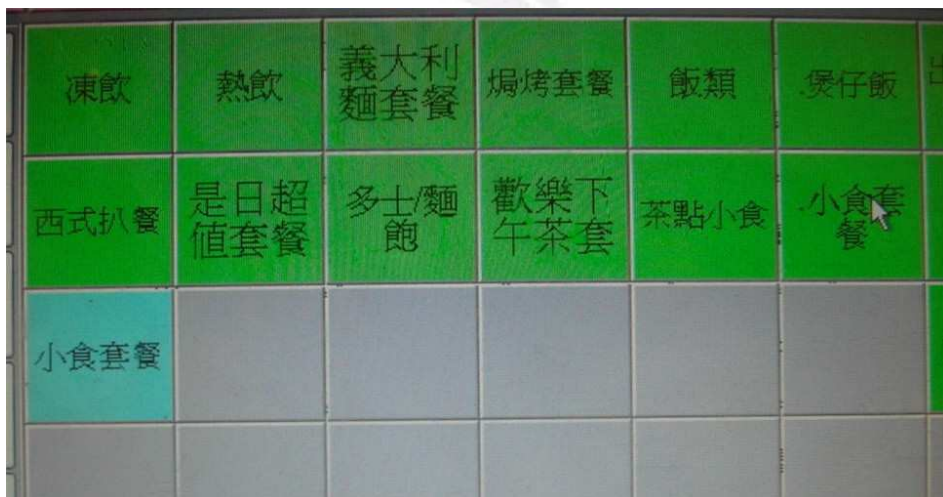 凍飲
熱飲
義大利
麵套餐
焗烤套餐
飯類
.煲仔飯
西式扒餐
是日超
值套餐
多士/麵
飽
歡樂下
午茶套
茶點小食
.小食套
餐
小食套餐